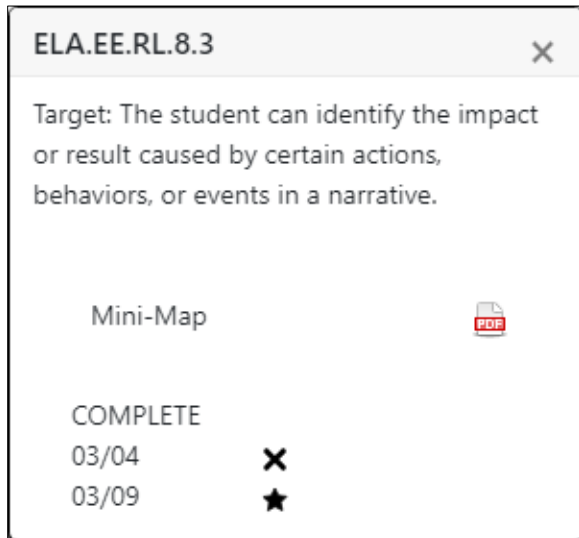 ELA.EE.RL.8.3
Target: The student can identify the impact
or result caused by certain actions,
behaviors, or events in a narrative.
Mini-Map
PDF
COMPLETE
03/04
03/09